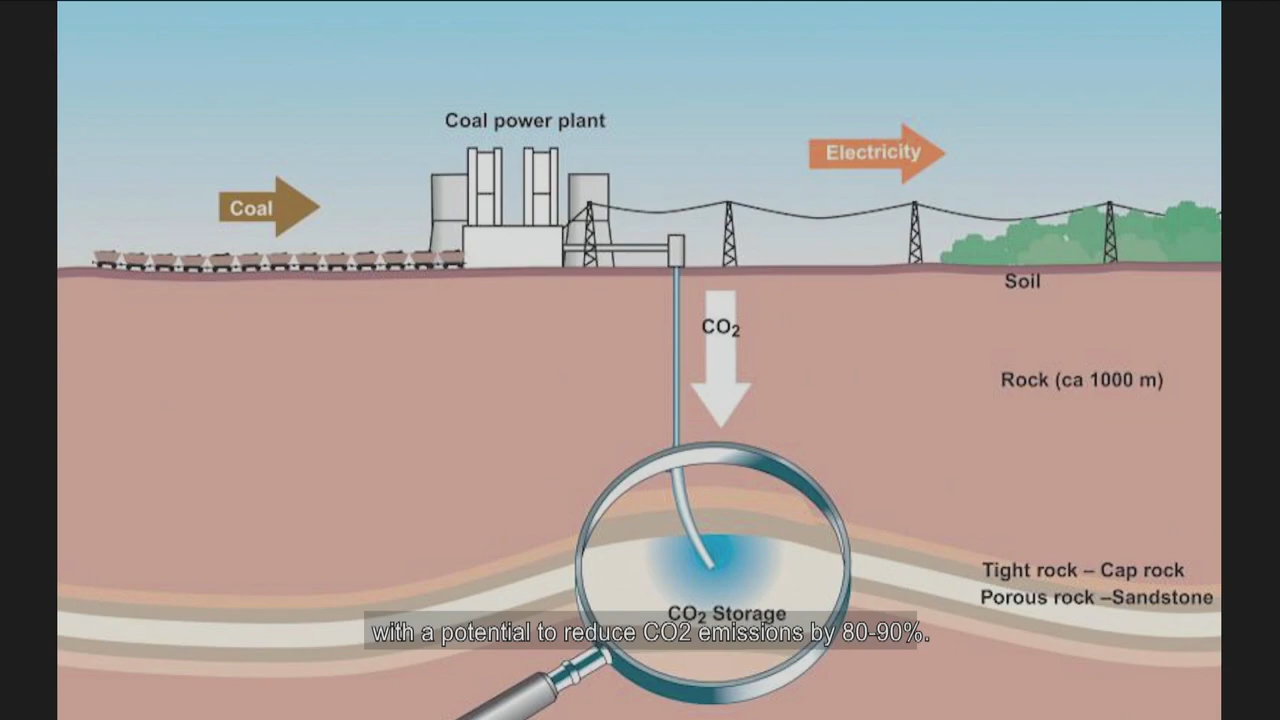 Coal power plant
Electricity
Coal
Soil
CO₂
Rock (ca 1000 m)
Tight rock – Cap rock
Porous rock –Sandstone
CO₂ Storage
with a potential to reduce CO2 emissions by 80-90%.